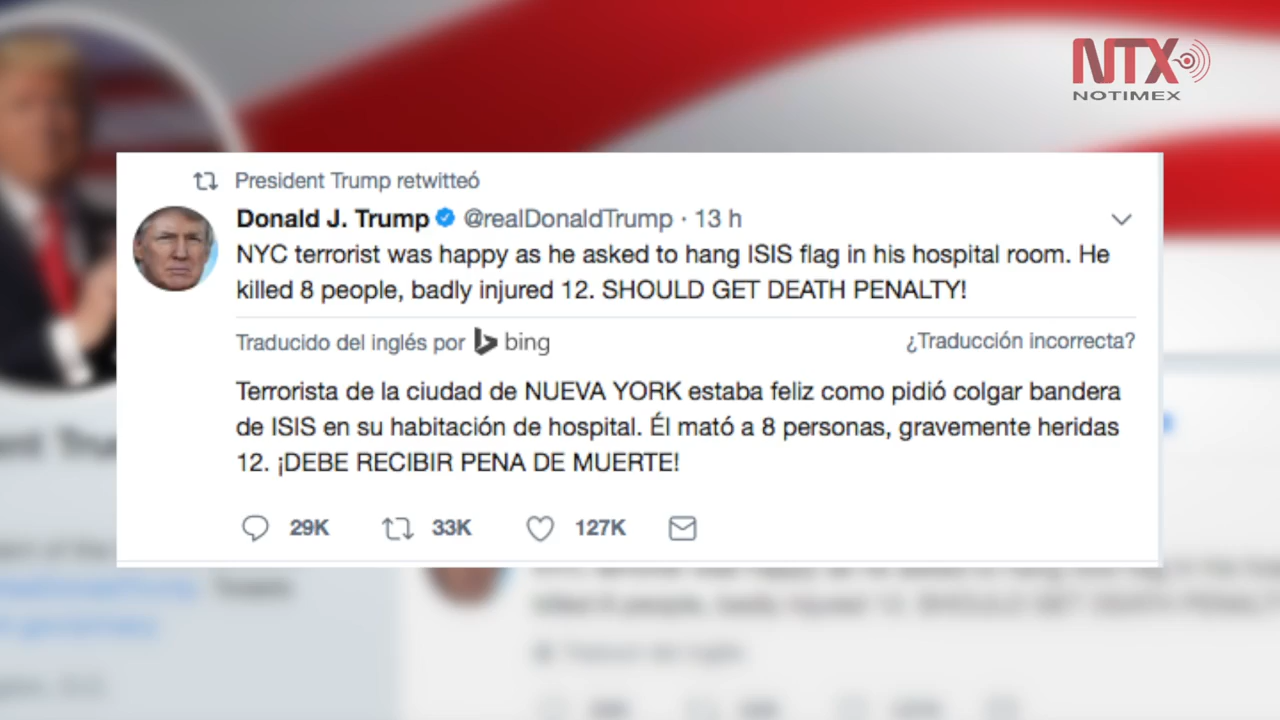 NTX
NOTIMEX
President Trump retwitteó
Donald J. Trump @realDonaldTrump · 13 h
NYC terrorist was happy as he asked to hang ISIS flag in his hospital room. He
killed 8 people, badly injured 12. SHOULD GET DEATH PENALTY!
Traducido del inglés por bing
¿Traducción incorrecta?
Terrorista de la ciudad de NUEVA YORK estaba feliz como pidió colgar bandera
de ISIS en su habitación de hospital. Él mató a 8 personas, gravemente heridas
12. ¡DEBE RECIBIR PENA DE MUERTE!
29K 33K 127K